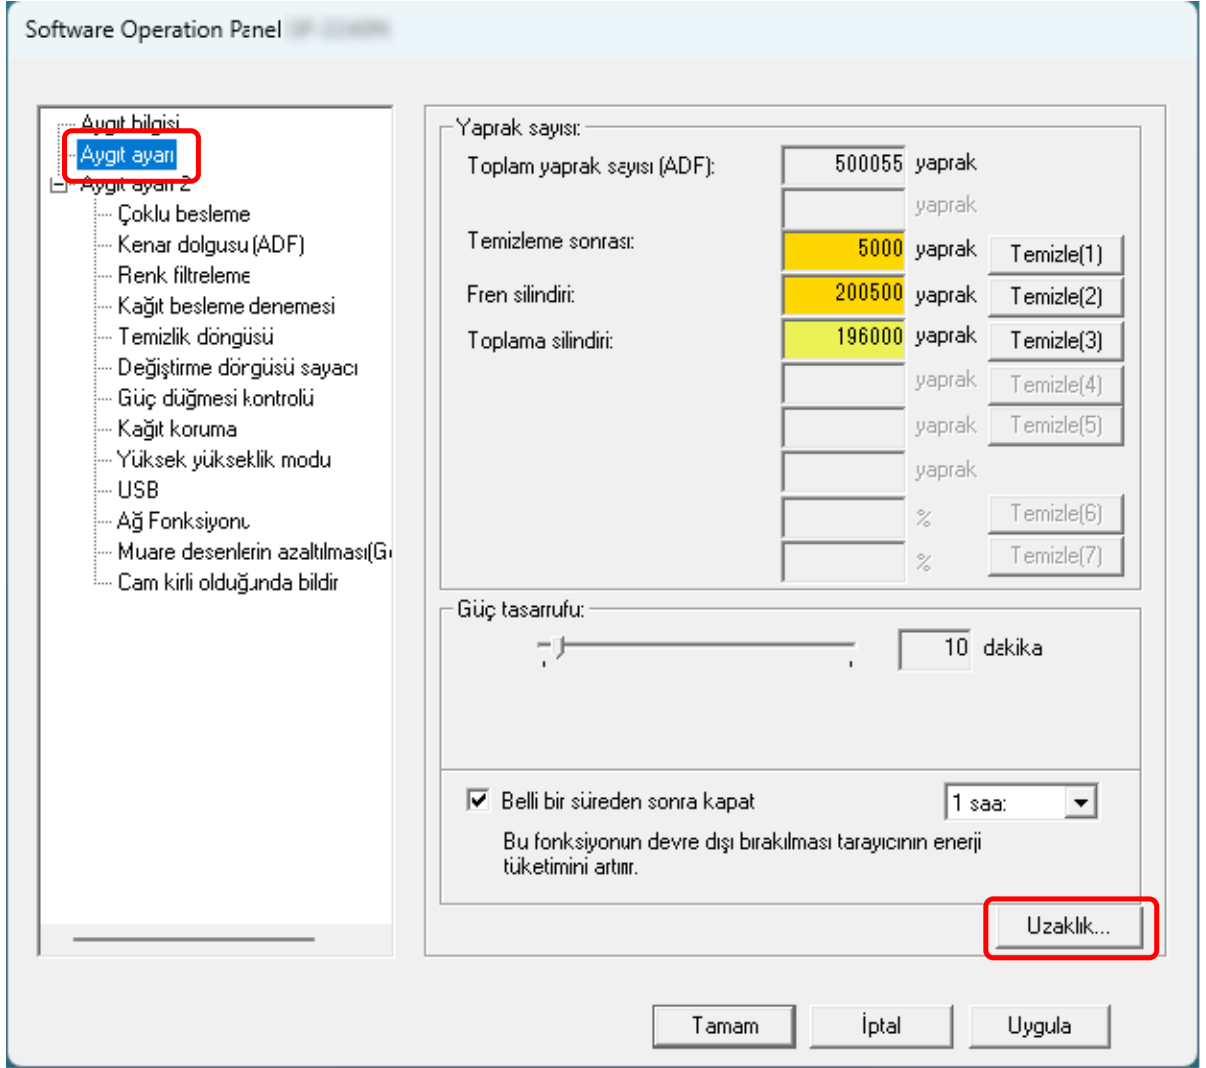 Software Operation Panel
Aygıt bilgisi
Aygıt ayarı
Aygıt ayarı 2
Çoklu besleme
Kenar dolgusu (ADF)
Renk filtreleme
Kağıt besleme denemesi
Temizlik döngüsü
Değiştirme döngüsü sayacı
Güç düğmesi kontrolü
Kağıt koruma
Yüksek yükseklik modu
USB
Ağ Fonksiyonu
Muare desenlerin azaltılması(G
Cam kirli olduğunda bildir
Yaprak sayısı:
Toplam yaprak sayısı (ADF): 500055 yaprak
yaprak
Temizleme sonrası: 5000 yaprak Temizle(1)
Fren silindiri: 200500 yaprak Temizle(2)
Toplama silindiri: 196000 yaprak Temizle(3)
yaprak Temizle(4)
yaprak Temizle(5)
yaprak
% Temizle(6)
% Temizle(7)
Güç tasarrufu:
10 dakika
Belli bir süreden sonra kapat 1 saa:
Bu fonksiyonun devre dışı bırakılması tarayıcının enerji
tüketimini artırır.
Uzaklık...
Tamam İptal Uygula